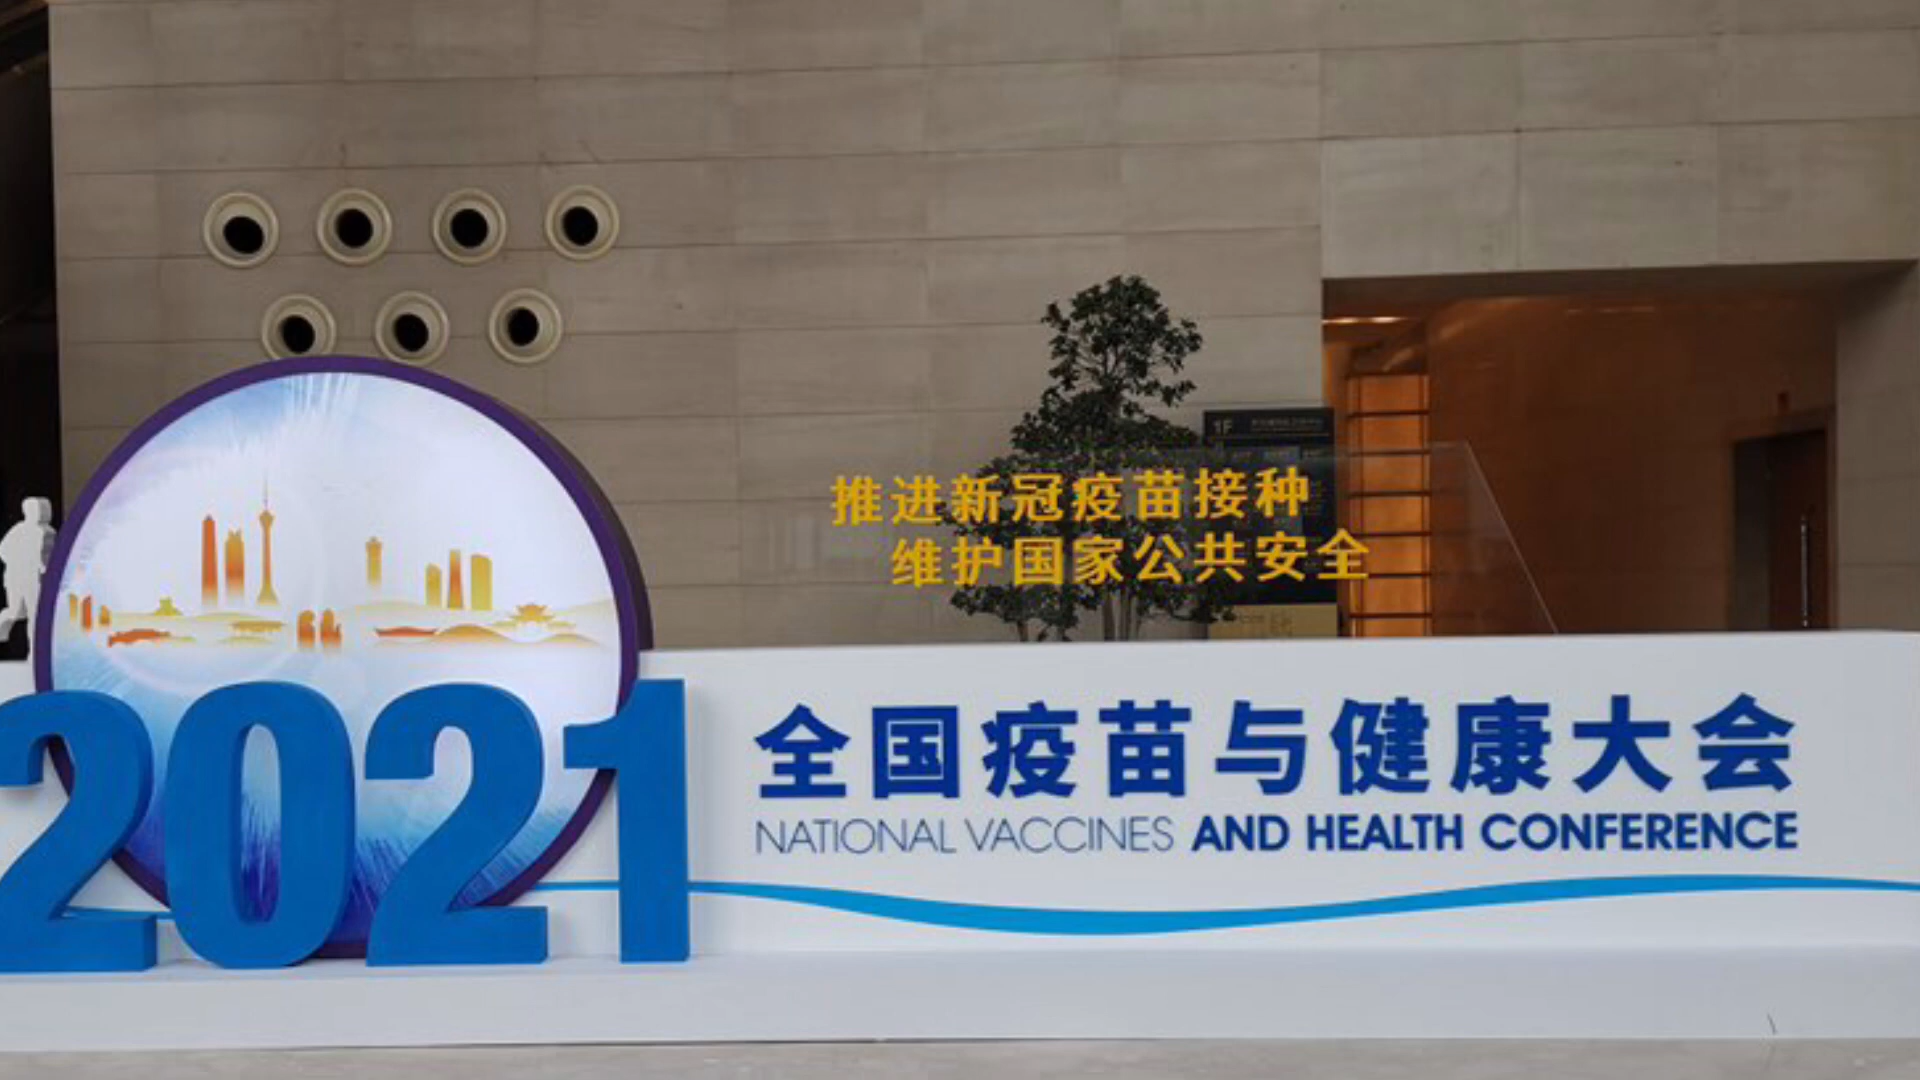 1F
推进新冠疫苗接种
维护国家公共安全
2021
全国疫苗与健康大会
NATIONAL VACCINES AND HEALTH CONFERENCE